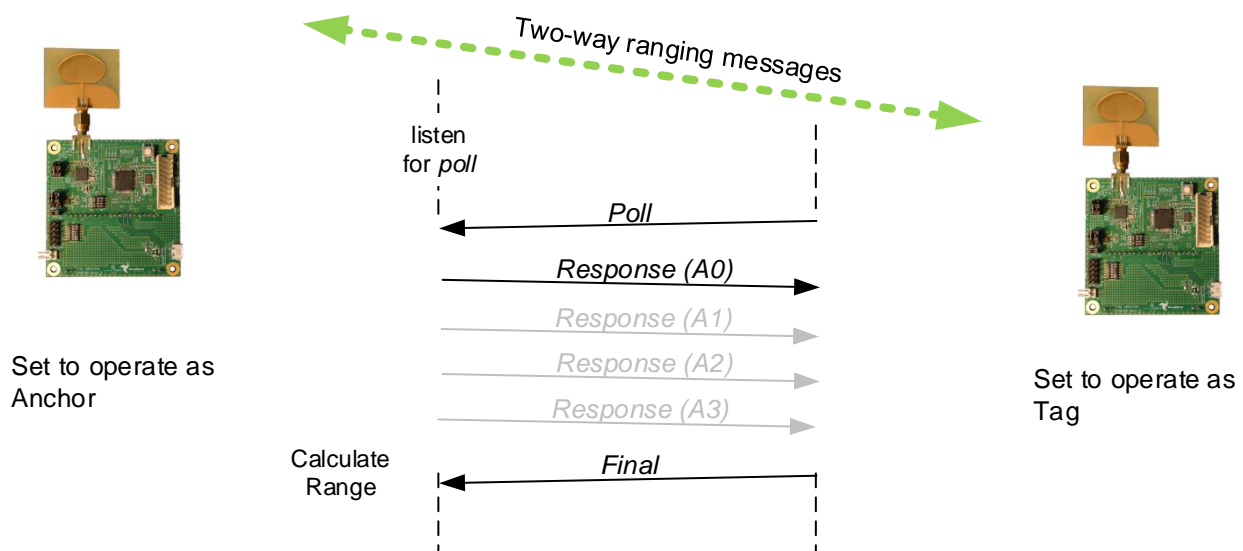 Two-way ranging messages
listen
for poll
Poll
Response (A0)
Response (A1)
Response (A2)
Response (A3)
Set to operate as
Anchor
Set to operate as
Tag
Calculate
Range
Final